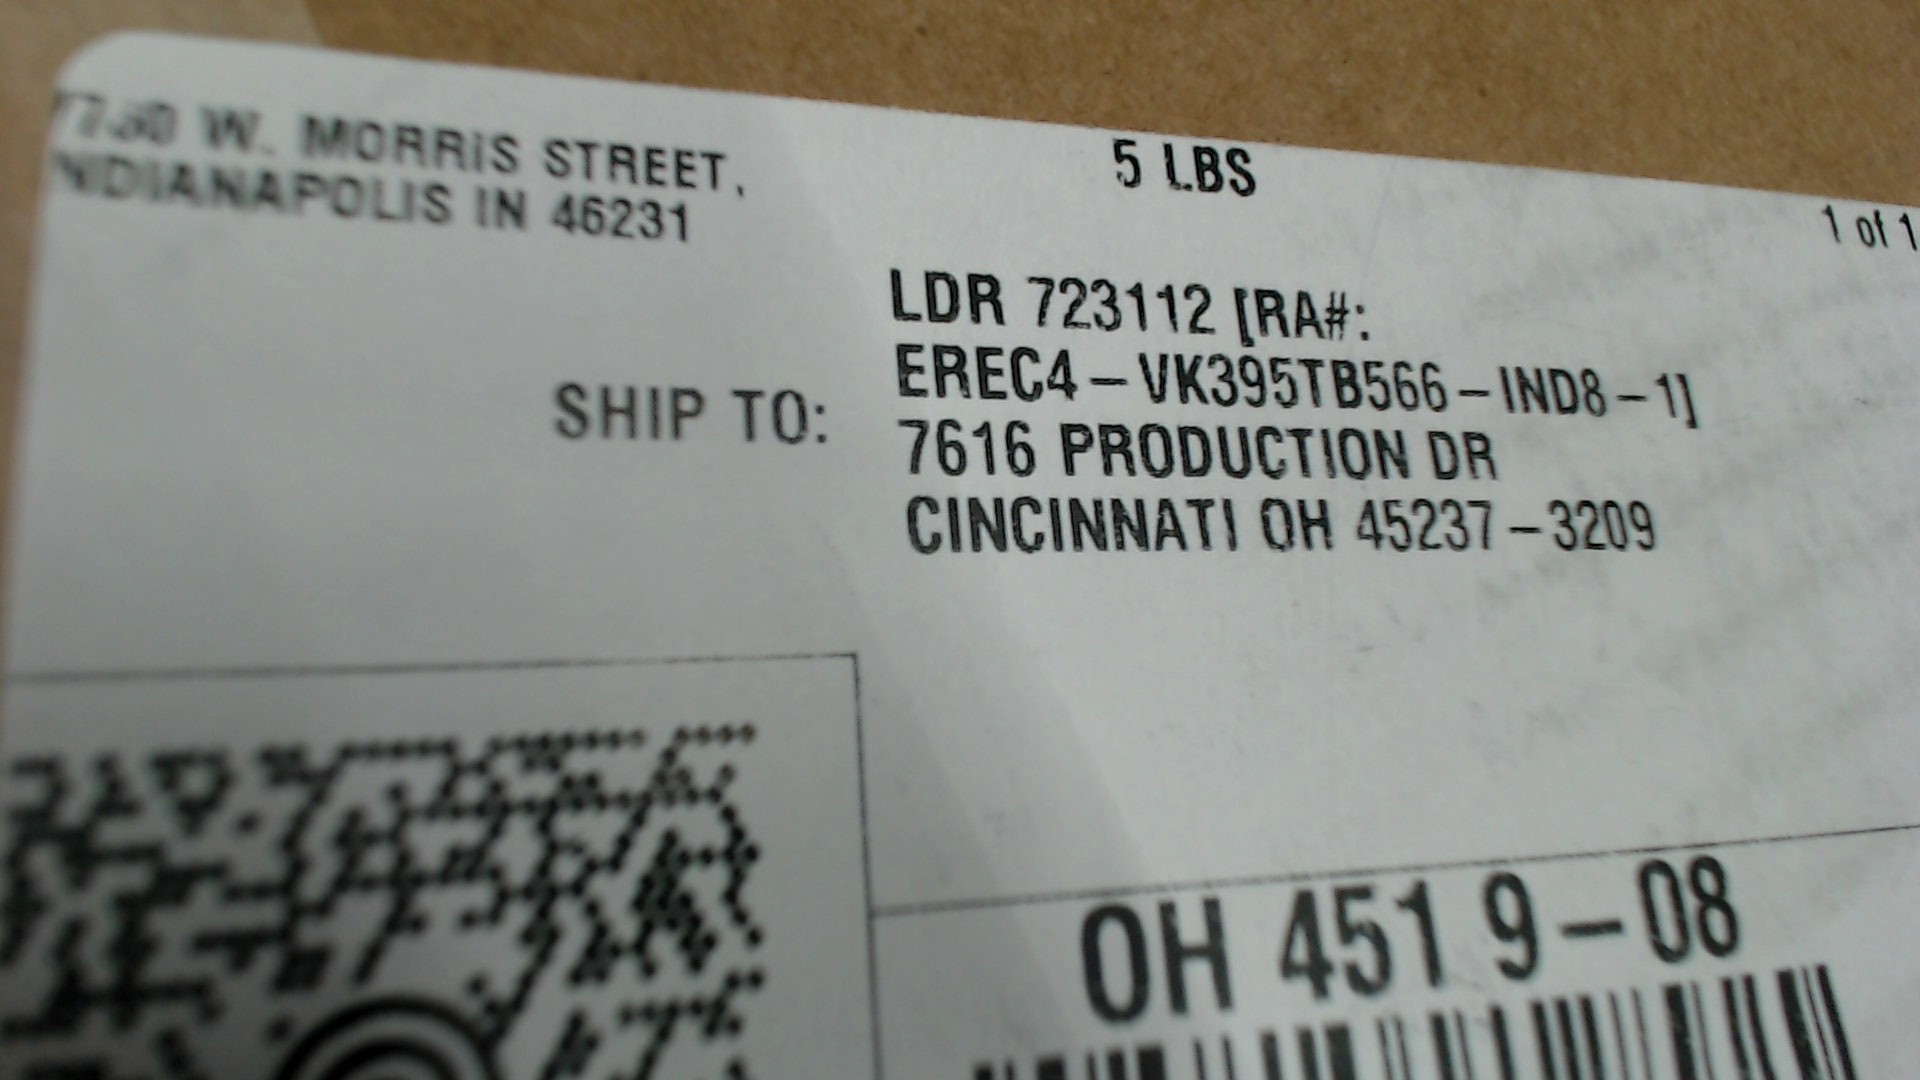 W. MORRIS STREET,
INDIANAPOLIS IN 46231
5 LBS
1 of 1
SHIP TO:
LDR 723112 [RA#:
EREC4-VK395TB566-IND8-1]
7616 PRODUCTION DR
CINCINNATI OH 45237-3209
OH 451 9-08